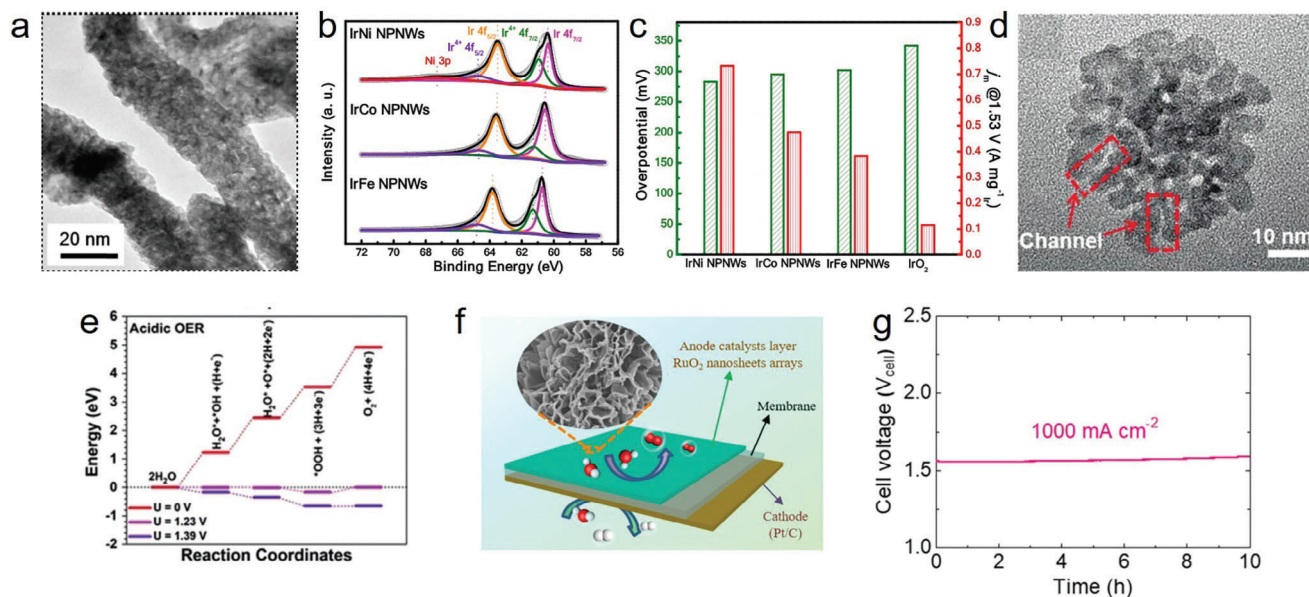 a
20 nm
b
IrNi NPNWs
Ir 4f5/2
Ir4+ 4f7/2
Ir 4f7/2
Ir4+ 4f5/2
Ni 3p
IrCo NPNWs
IrFe NPNWs
Intensity (a. u.)
72 70 68 66 64 62 60 58 56
Binding Energy (eV)
c
Overpotential (mV)
350
300
250
200
150
100
50
0
0.9
0.8
0.7
0.6
0.5
0.4
0.3
0.2
0.1
0.0
jm@1.53 V (A mg-1Ir)
IrNi NPNWs IrCo NPNWs IrFe NPNWs IrO2
d
Channel
10 nm
e
Acidic OER
Energy (eV)
6
5
4
3
2
1
0
-1
-2
2H2O
H2O+*OH +(H+e-)
H2O* +O*+(2H+2e-)
*OOH + (3H+3e-)
O2+ (4H+4e-)
U = 0 V
U = 1.23 V
U = 1.39 V
Reaction Coordinates
f
Anode catalysts layer
RuO2 nanosheets arrays
Membrane
Cathode
(Pt/C)
g
Cell voltage (Vcell)
2.5
2.0
1.5
1.0
1000 mA cm-2
0 2 4 6 8 10
Time (h)